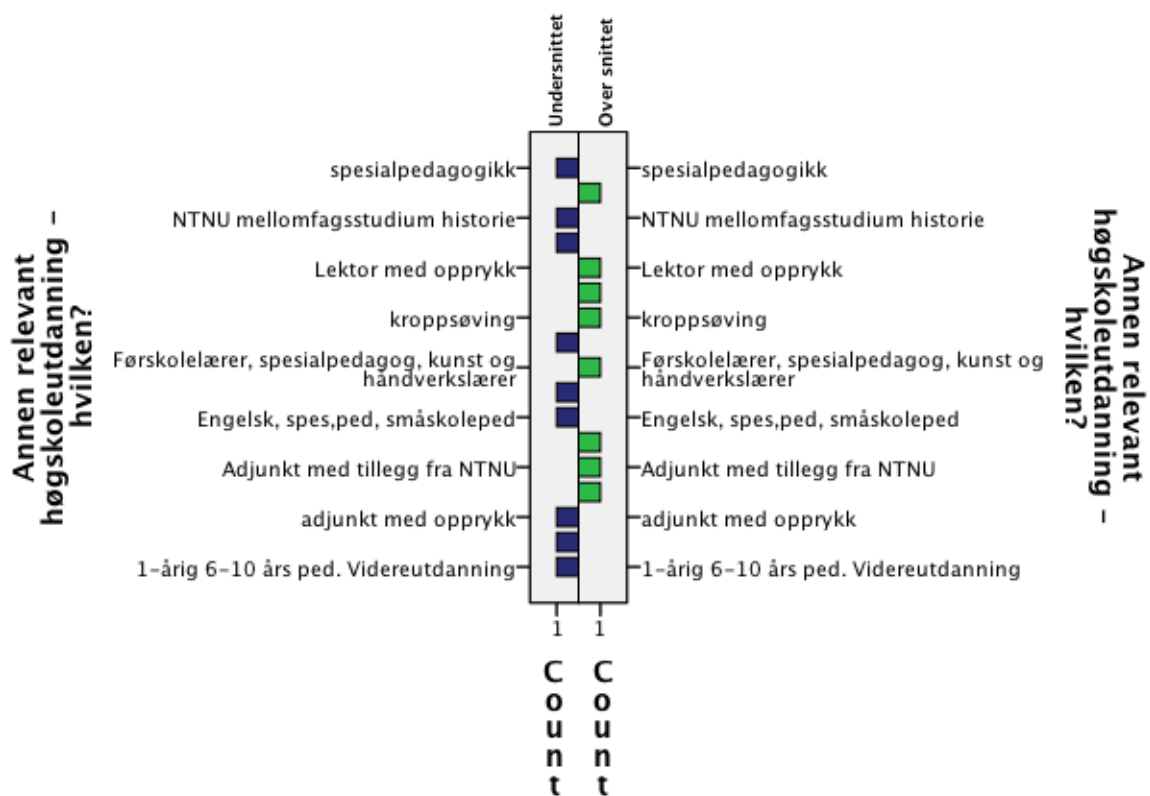 Undersnittet
Over snittet
Annen relevant
høgskoleutdanning –
hvilken?
spesialpedagogikk
NTNU mellomfagsstudium historie
Lektor med opprykk
kroppsøving
Førskolelærer, spesialpedagog, kunst og
håndverkslærer
Engelsk, spes,ped, småskoleped
Adjunkt med tillegg fra NTNU
adjunkt med opprykk
1-årig 6-10 års ped. Videreutdanning
spesialpedagogikk
NTNU mellomfagsstudium historie
Lektor med opprykk
kroppsøving
Førskolelærer, spesialpedagog, kunst og
håndverkslærer
Engelsk, spes,ped, småskoleped
Adjunkt med tillegg fra NTNU
adjunkt med opprykk
1-årig 6-10 års ped. Videreutdanning
Annen relevant
høgskoleutdanning –
hvilken?
1
1
Count
Count